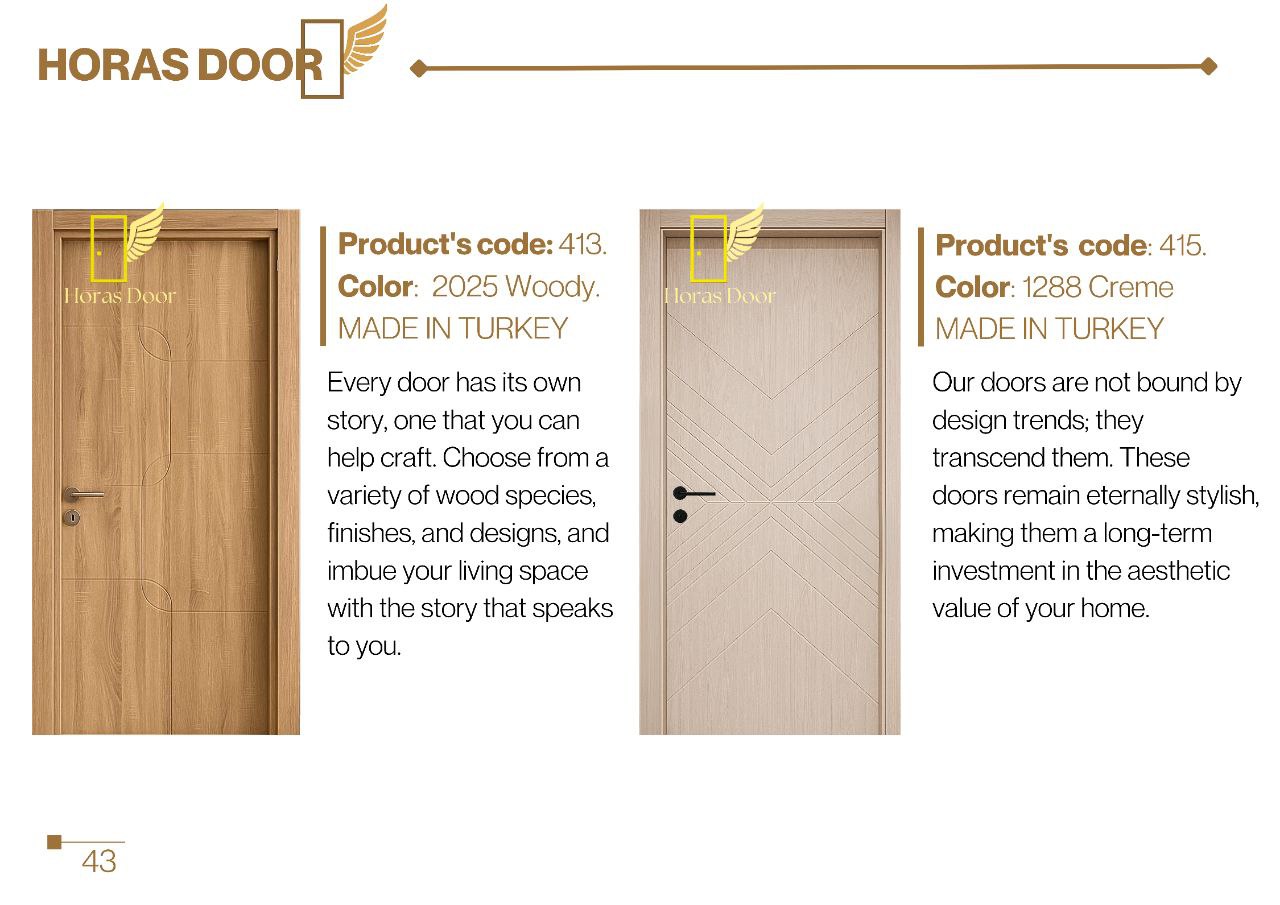 HORAS DOOR
Horas Door
Product's code: 413.
Color: 2025 Woody.
MADE IN TURKEY
Every door has its own
story, one that you can
help craft. Choose from a
variety of wood species,
finishes, and designs, and
imbue your living space
with the story that speaks
to you.
Horas Door
Product's code: 415.
Color: 1288 Creme
MADE IN TURKEY
Our doors are not bound by
design trends; they
transcend them. These
doors remain eternally stylish,
making them a long-term
investment in the aesthetic
value of your home.
43